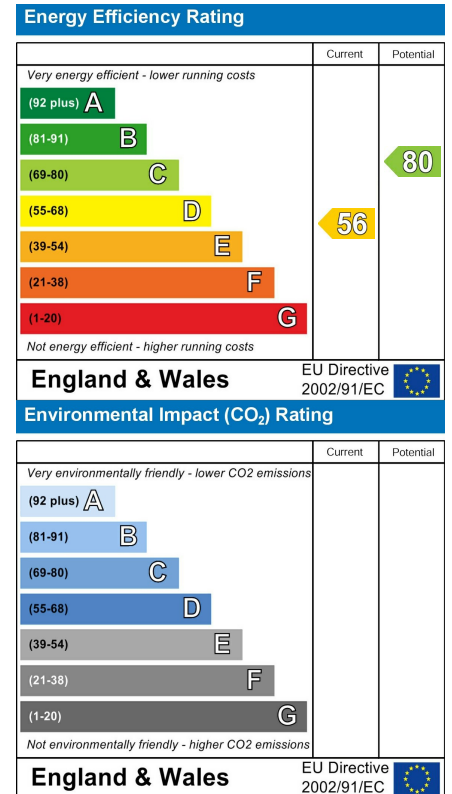 Energy Efficiency Rating
Current Potential
Very energy efficient - lower running costs
(92 plus) A
(81-91) B
(69-80) C
(55-68) D
(39-54) E
(21-38) F
(1-20) G
80
56
Not energy efficient - higher running costs
England & Wales
EU Directive
2002/91/EC
Environmental Impact (CO₂) Rating
Current Potential
Very environmentally friendly - lower CO2 emissions
(92 plus) A
(81-91) B
(69-80) C
(55-68) D
(39-54) E
(21-38) F
(1-20) G
Not environmentally friendly - higher CO2 emissions
England & Wales
EU Directive
2002/91/EC